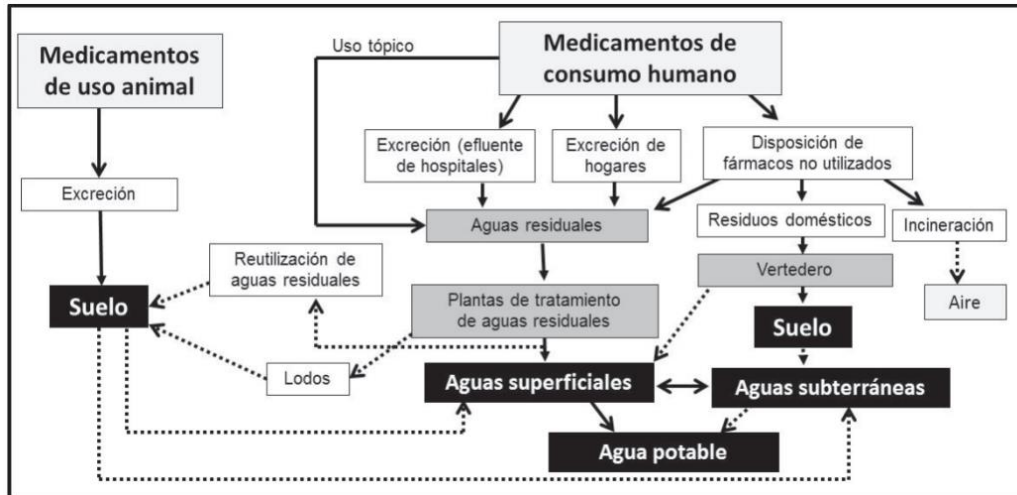 Medicamentos
de uso animal
Uso tópico
Medicamentos de
consumo humano
Excreción (efluente
de hospitales)
Excreción de
hogares
Disposición de
fármacos no utilizados
Excreción
Aguas residuales
Residuos domésticos
Incineración
Reutilización de
aguas residuales
Vertedero
Suelo
Plantas de tratamiento
de aguas residuales
Suelo
Aire
Lodos
Aguas superficiales
Aguas subterráneas
Agua potable